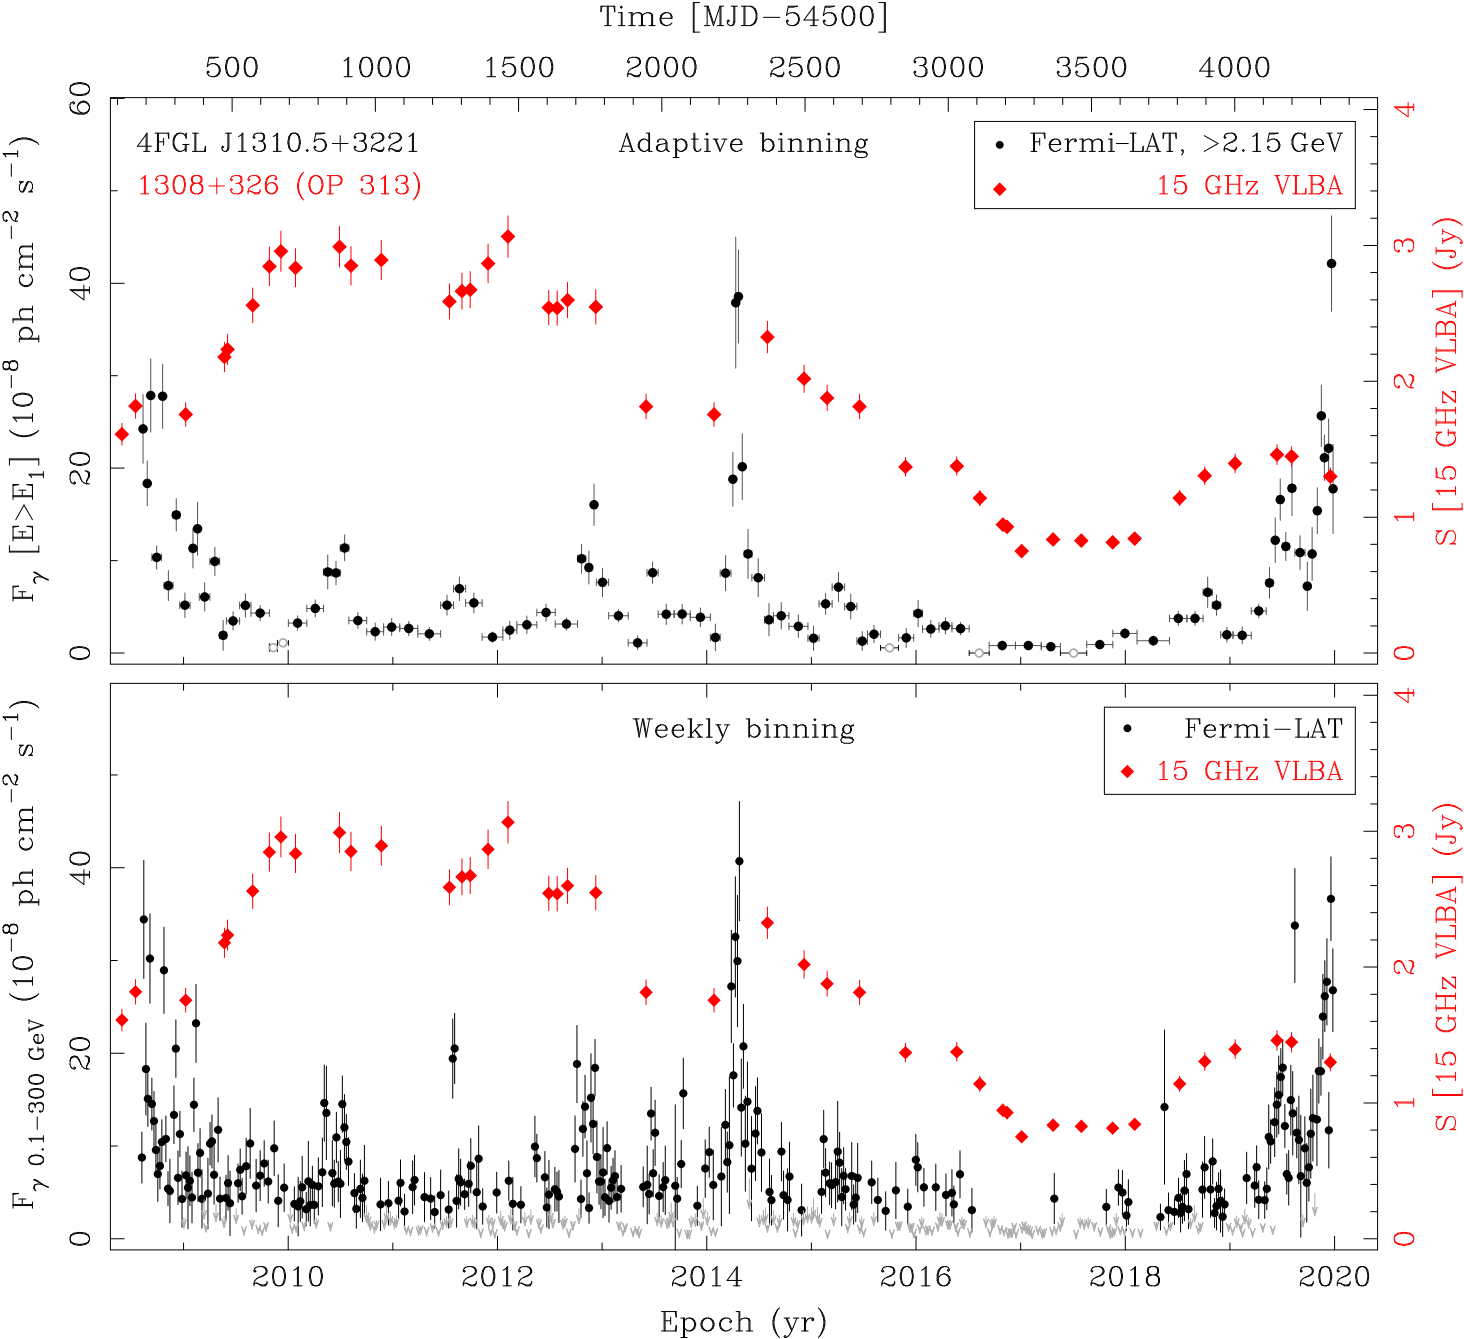 Time [MJD−54500]
500 1000 1500 2000 2500 3000 3500 4000
60
40
20
0
F γ [E>E1] (10−8 ph cm−2 s−1)
4FGL J1310.5+3221
1308+326 (OP 313)
Adaptive binning
Fermi−LAT, >2.15 GeV
15 GHz VLBA
4
3
2
1
0
S [15 GHz VLBA] (Jy)
40
20
0
F γ 0.1−300 GeV (10−8 ph cm−2 s−1)
Weekly binning
Fermi−LAT
15 GHz VLBA
4
3
2
1
0
S [15 GHz VLBA] (Jy)
2010 2012 2014 2016 2018 2020
Epoch (yr)